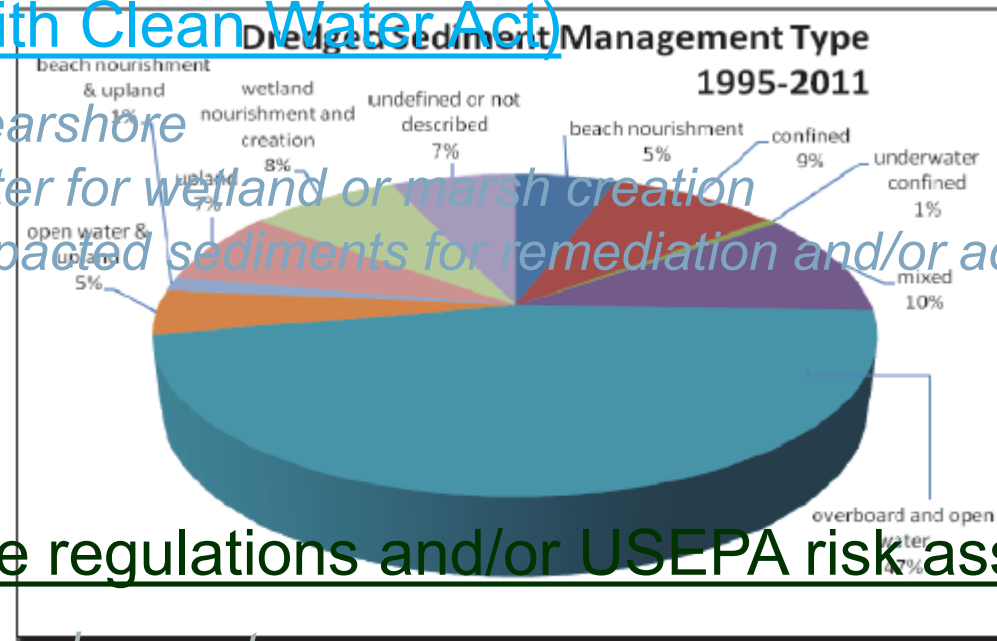 ith Clean Water Act)
Dredged Sediment Management Type
1995-2011
beach nourishment
& upland
1%
earshore
wetland
nourishment and
creation
8%
undefined or not
described
7%
beach nourishment
5%
confined
9%
underwater
confined
1%
ter for wetland or marsh creation
upland
7%
open water &
upland
5%
pacted sediments for remediation and/or ac
mixed
10%
overboard and open
water
47%
e regulations and/or USEPA risk ass